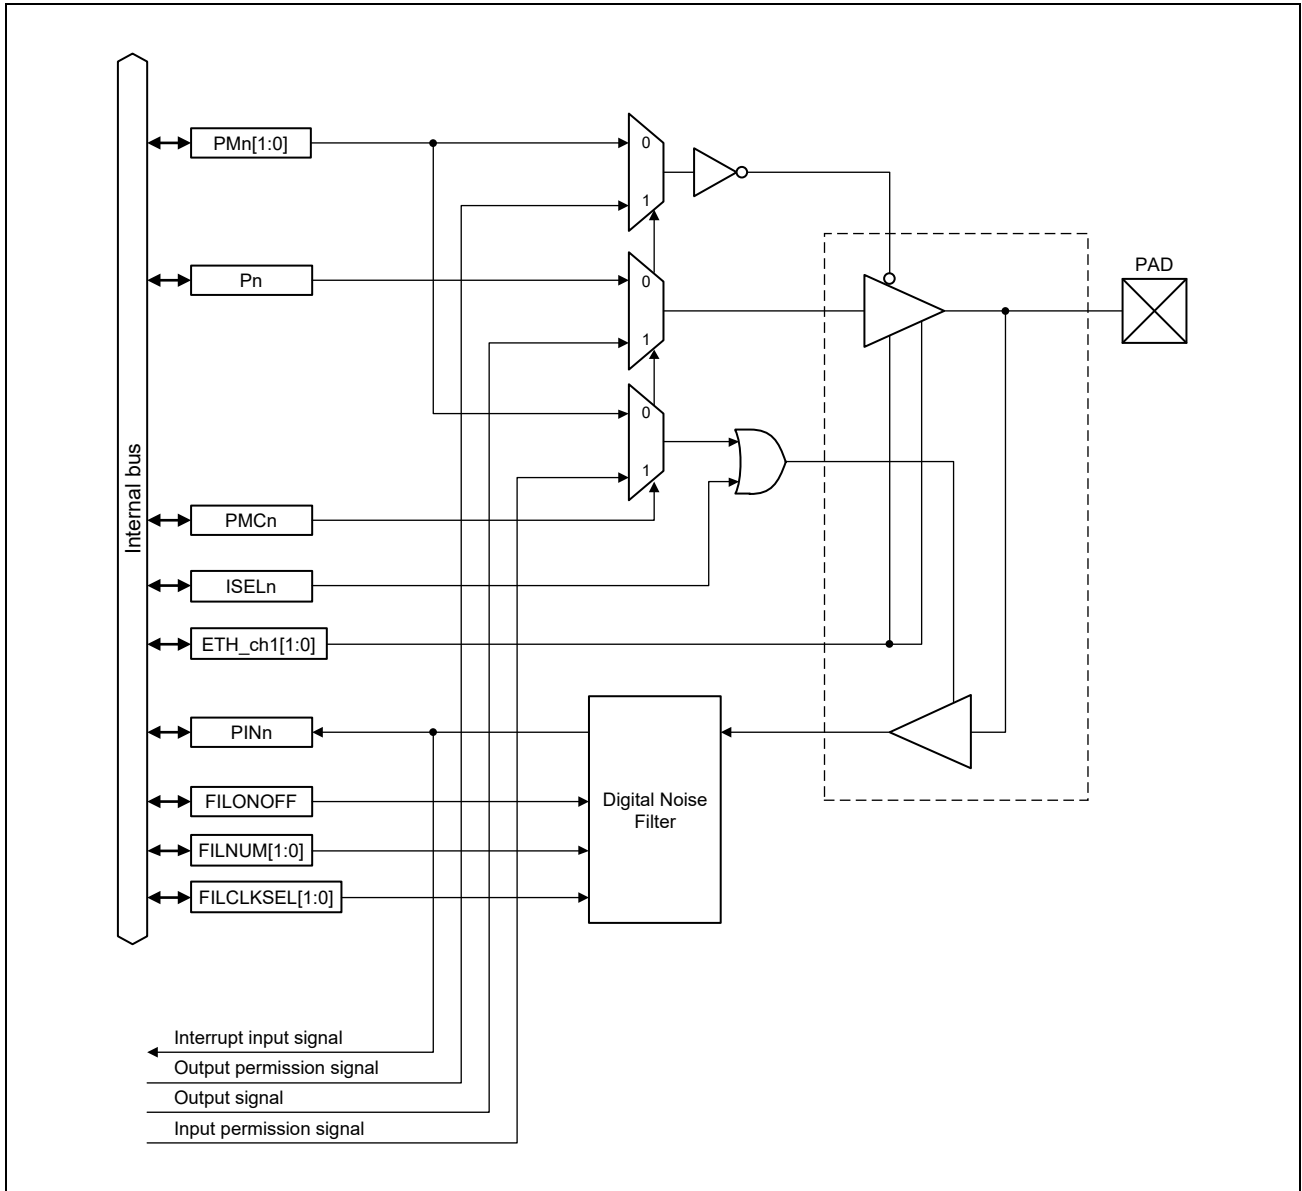 PMn[1:0]
0
1
Pn
0
1
PAD
0
1
Internal bus
PMCn
ISELn
ETH_ch1[1:0]
PINn
FILONOFF
Digital Noise
Filter
FILNUM[1:0]
FILCLKSEL[1:0]
Interrupt input signal
Output permission signal
Output signal
Input permission signal